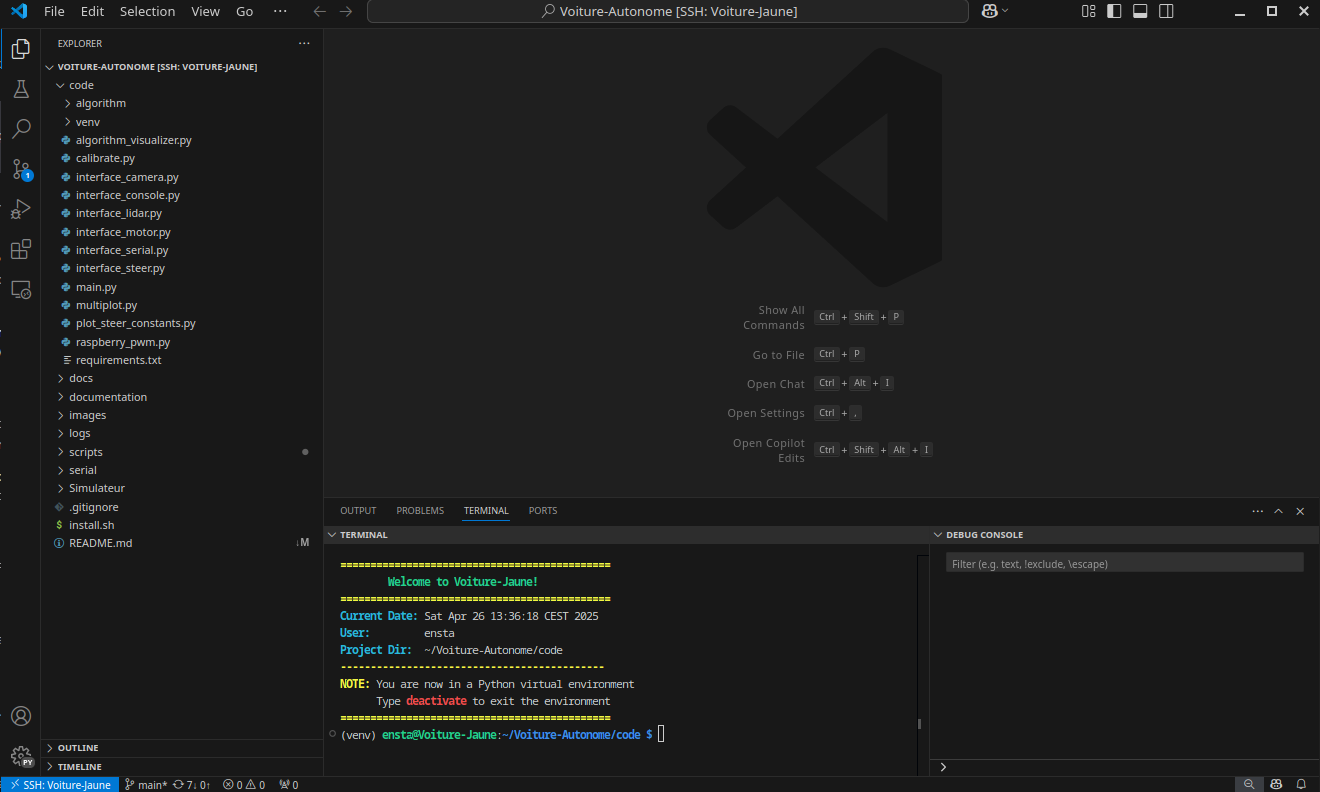 File Edit Selection View Go ··· Voiture-Autonome [SSH: Voiture-Jaune]
EXPLORER ···
VOITURE-AUTONOME [SSH: VOITURE-JAUNE]
code
algorithm
venv
algorithm_visualizer.py
calibrate.py
interface_camera.py
interface_console.py
interface_lidar.py
interface_motor.py
interface_serial.py
interface_steer.py
main.py
multiplot.py
plot_steer_constants.py
raspberry_pwm.py
requirements.txt
docs
documentation
images
logs
scripts
serial
Simulateur
.gitignore
$ install.sh
README.md ↓M
OUTLINE
TIMELINE
1
PY
Show All Commands Ctrl + Shift + P
Go to File Ctrl + P
Open Chat Ctrl + Alt + I
Open Settings Ctrl + ,
Open Copilot Edits Ctrl + Shift + Alt + I
OUTPUT PROBLEMS TERMINAL PORTS ···
TERMINAL
=============================================
Welcome to Voiture-Jaune!
=============================================
Current Date: Sat Apr 26 13:36:18 CEST 2025
User: ensta
Project Dir: ~/Voiture-Autonome/code
--------------------------------------------
NOTE: You are now in a Python virtual environment
Type deactivate to exit the environment
=============================================
(venv) ensta@Voiture-Jaune:~/Voiture-Autonome/code $
DEBUG CONSOLE
Filter (e.g. text, !exclude, \escape)
SSH: Voiture-Jaune main* 7↓ 0↑ 0 0 0